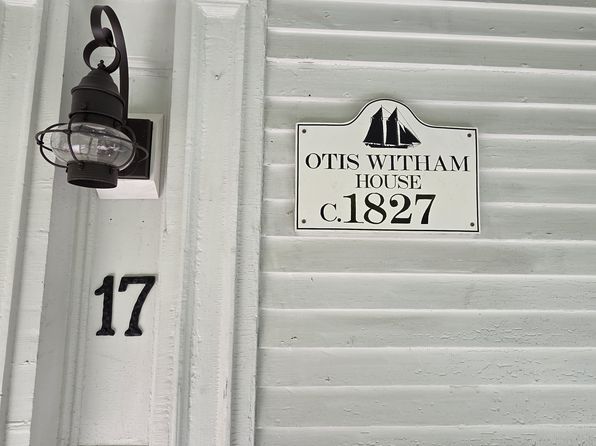 OTIS WITHAM
HOUSE
C.1827
17